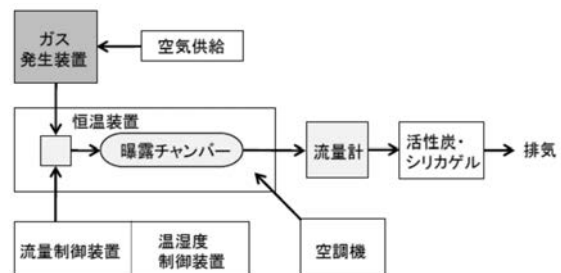 ガス
発生装置
空気供給
恒温装置
曝露チャンバー
流量計
活性炭・
シリカゲル
排気
流量制御装置
温湿度
制御装置
空調機